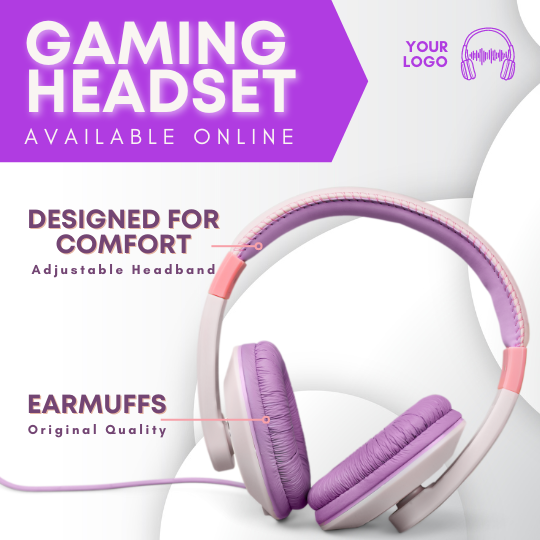 GAMING
HEADSET
AVAILABLE ONLINE
YOUR
LOGO
DESIGNED FOR
COMFORT
Adjustable Headband
EARMUFFS
Original Quality